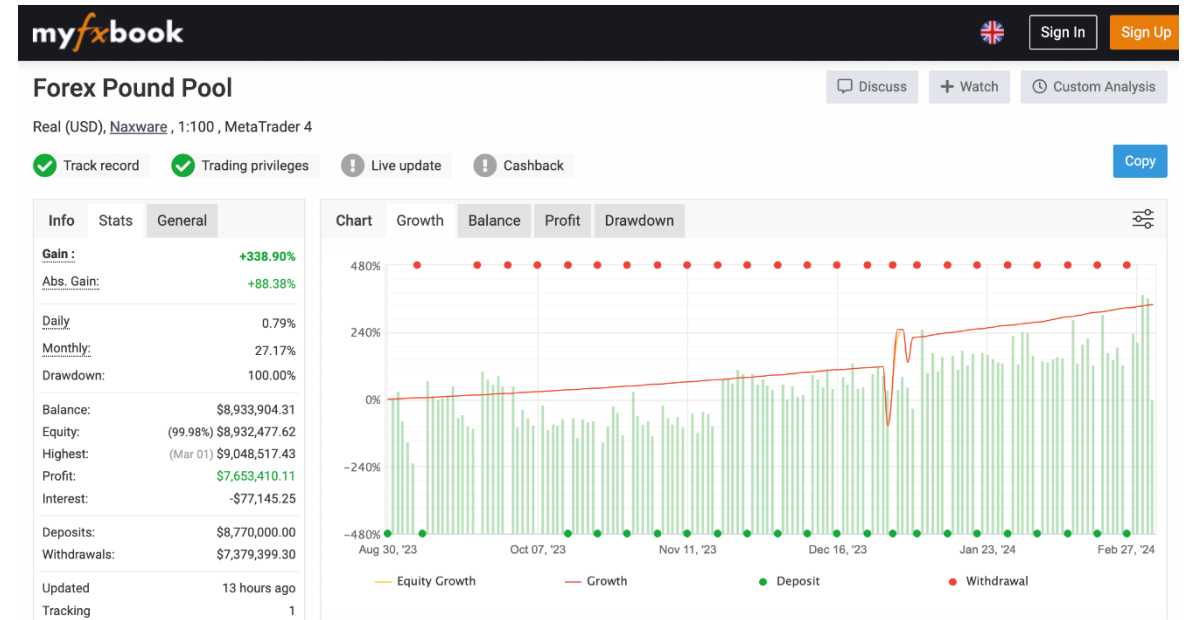 myfxbook
Sign In
Sign Up
Forex Pound Pool
Discuss
Watch
Custom Analysis
Real (USD), Naxware , 1:100 , MetaTrader 4
Track record
Trading privileges
Live update
Cashback
Copy
Info Stats General
Gain : +338.90%
Abs. Gain: +88.38%
Daily 0.79%
Monthly: 27.17%
Drawdown: 100.00%
Balance: $8,933,904.31
Equity: (99.98%) $8,932,477.62
Highest: (Mar 01) $9,048,517.43
Profit: $7,653,410.11
Interest: -$77,145.25
Deposits: $8,770,000.00
Withdrawals: $7,379,399.30
Updated 13 hours ago
Tracking 1
Chart Growth Balance Profit Drawdown
480%
240%
0%
-240%
-480%
Aug 30, '23 Oct 07, '23 Nov 11, '23 Dec 16, '23 Jan 23, '24 Feb 27, '24
Equity Growth Growth Deposit Withdrawal